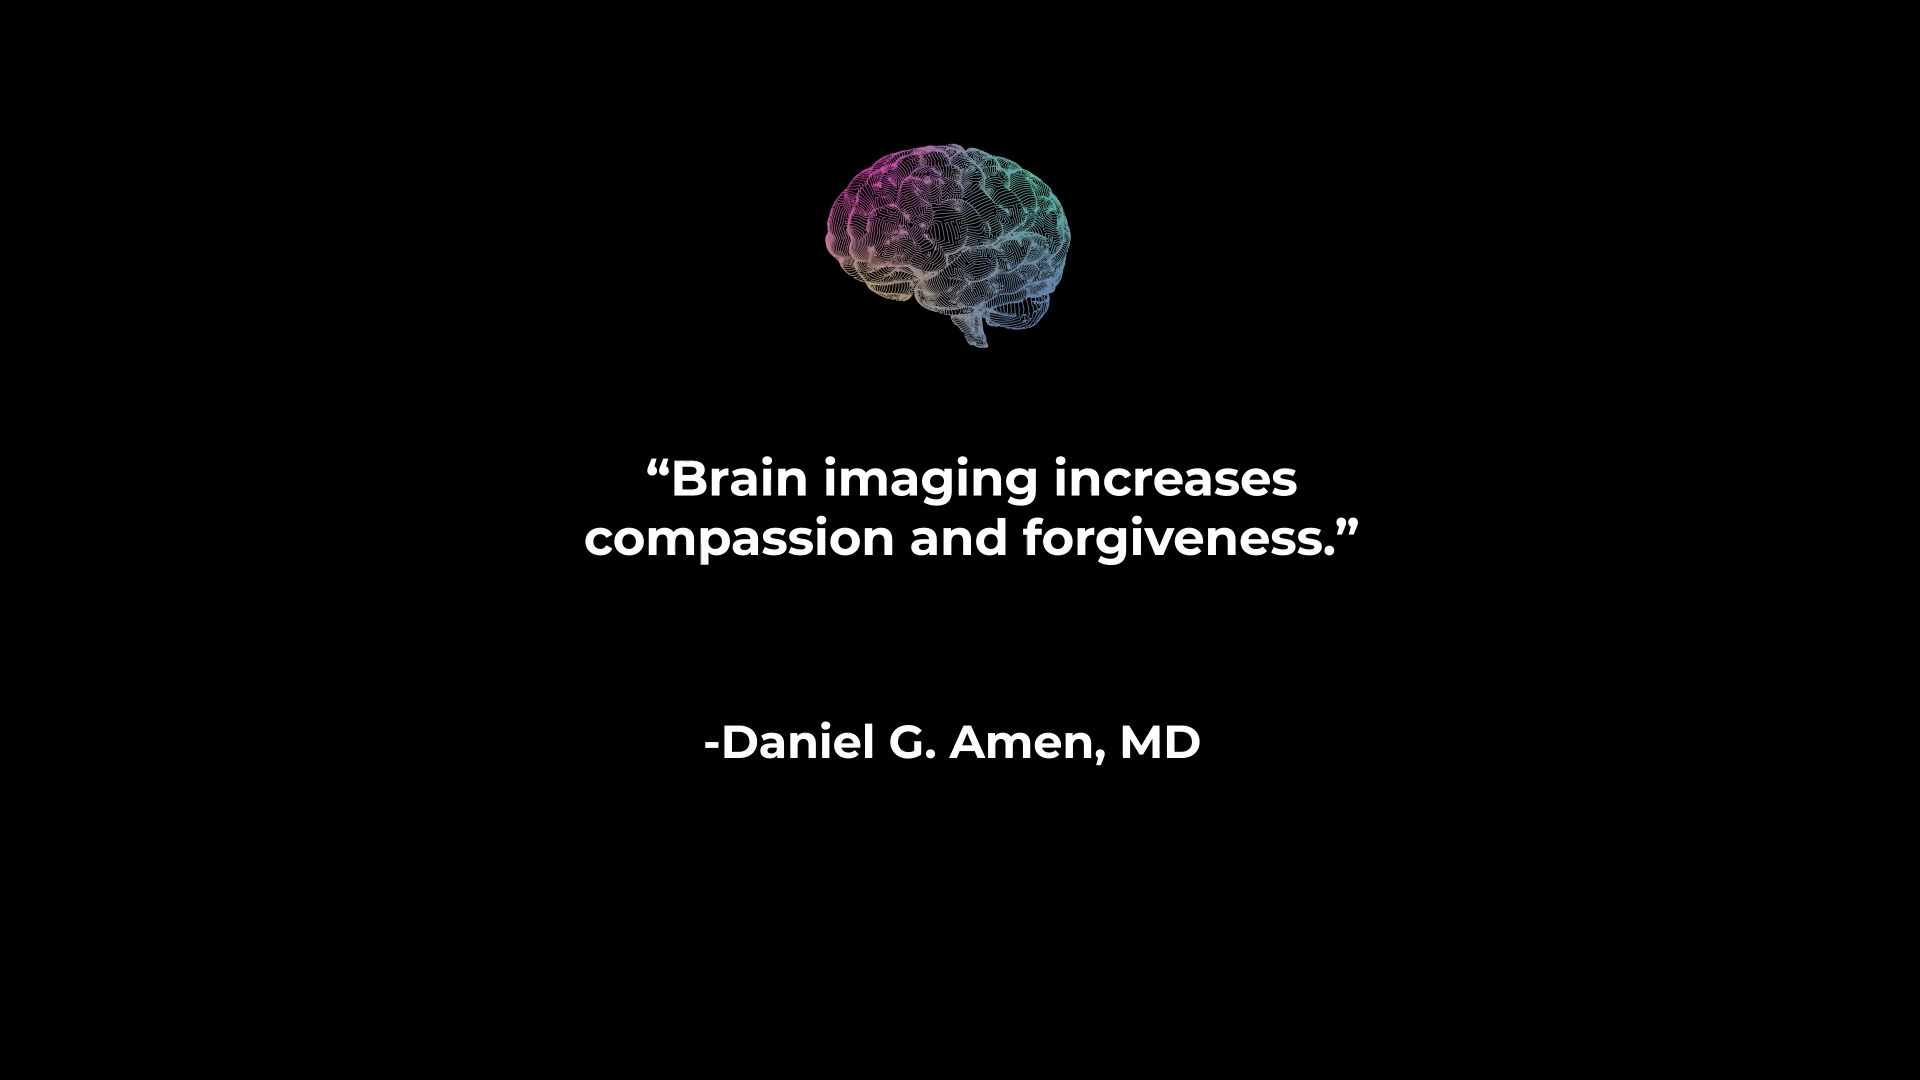 “Brain imaging increases
compassion and forgiveness.”
-Daniel G. Amen, MD